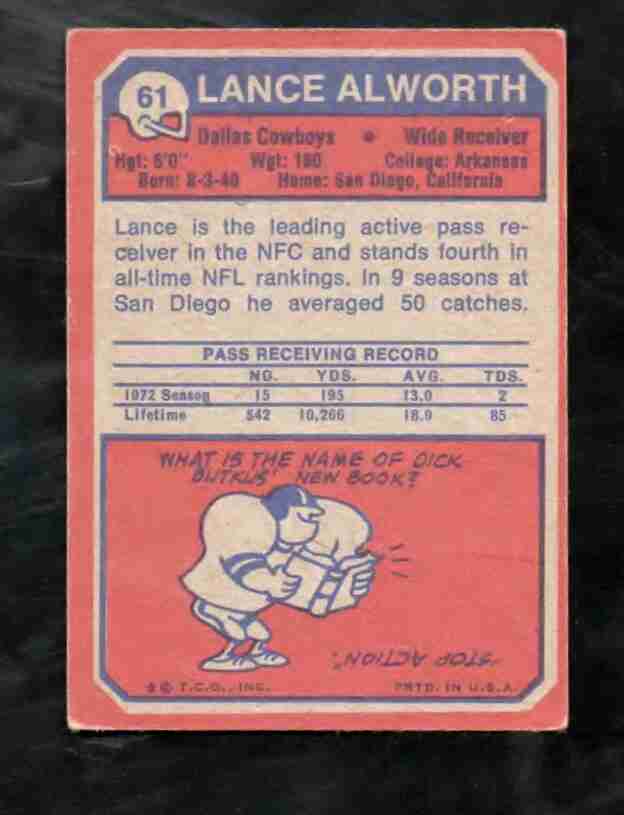 61 LANCE ALWORTH
Dallas Cowboys • Wide Receiver
Hgt: 6'0" Wgt: 180 College: Arkansas
Born: 8-3-40 Home: San Diego, California
Lance is the leading active pass re-
ceiver in the NFC and stands fourth in
all-time NFL rankings. In 9 seasons at
San Diego he averaged 50 catches.
PASS RECEIVING RECORD
NO. YDS. AVG. TDS.
1972 Season 15 195 13.0 2
Lifetime 542 10,266 18.9 85
WHAT IS THE NAME OF DICK
BUTKUS' NEW BOOK?
"STOP ACTION".
© T.C.G., INC. PRTD. IN U.S.A.